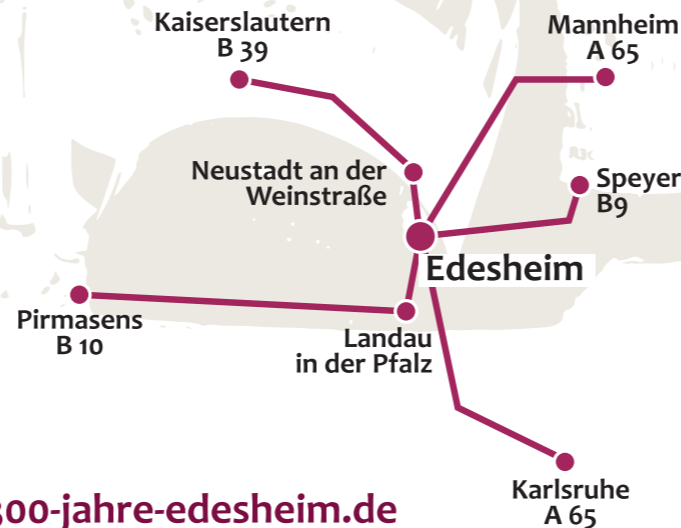 Kaiserslautern
B 39
Mannheim
A 65
Neustadt an der
Weinstraße
Speyer
B9
Edesheim
Pirmasens
B 10
Landau
in der Pfalz
Karlsruhe
A 65
300-jahre-edesheim.de